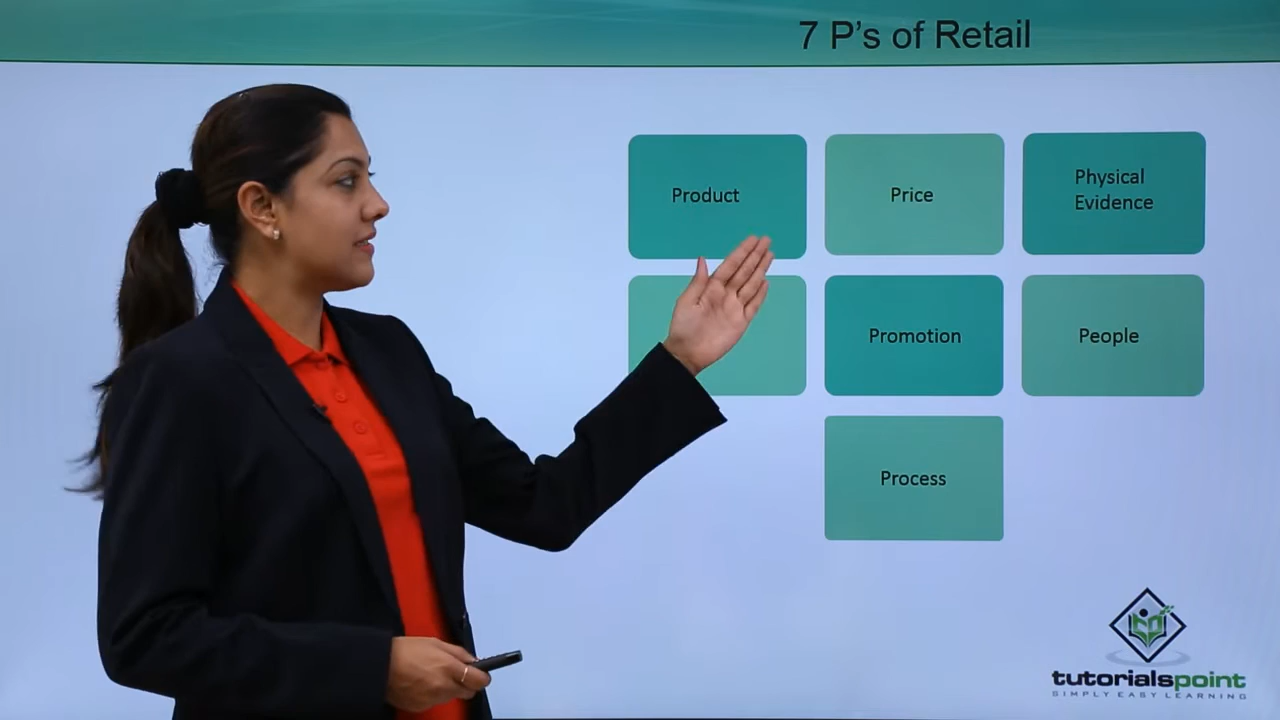 7 P's of Retail
Product
Price
Physical
Evidence
Promotion
People
Process
tutorialspoint
SIMPLY EASY LEARNING